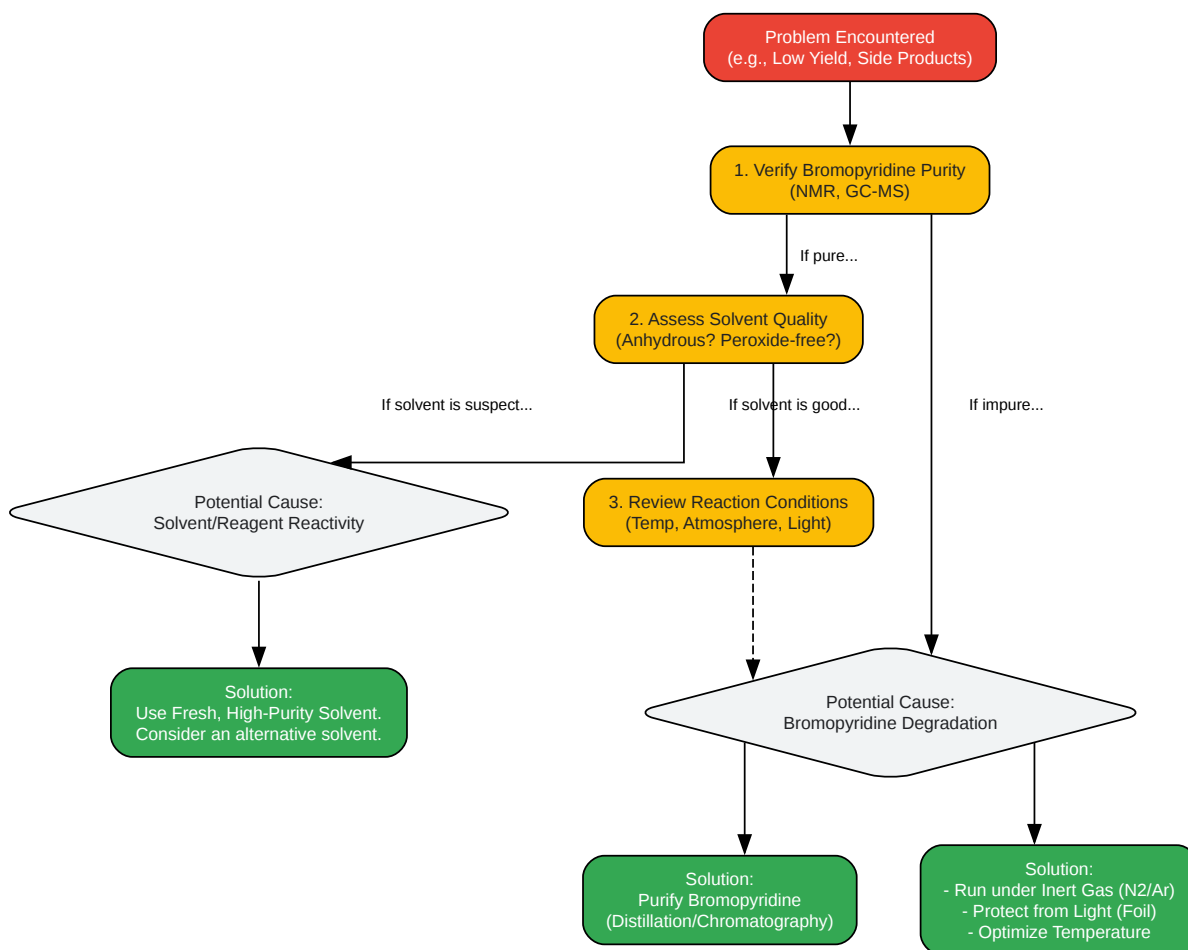 Problem Encountered
(e.g., Low Yield, Side Products)
1. Verify Bromopyridine Purity
(NMR, GC-MS)
If pure...
2. Assess Solvent Quality
(Anhydrous? Peroxide-free?)
If solvent is suspect...
If solvent is good...
If impure...
Potential Cause:
Solvent/Reagent Reactivity
3. Review Reaction Conditions
(Temp, Atmosphere, Light)
Solution:
Use Fresh, High-Purity Solvent.
Consider an alternative solvent.
Potential Cause:
Bromopyridine Degradation
Solution:
Purify Bromopyridine
(Distillation/Chromatography)
Solution:
- Run under Inert Gas (N2/Ar)
- Protect from Light (Foil)
- Optimize Temperature